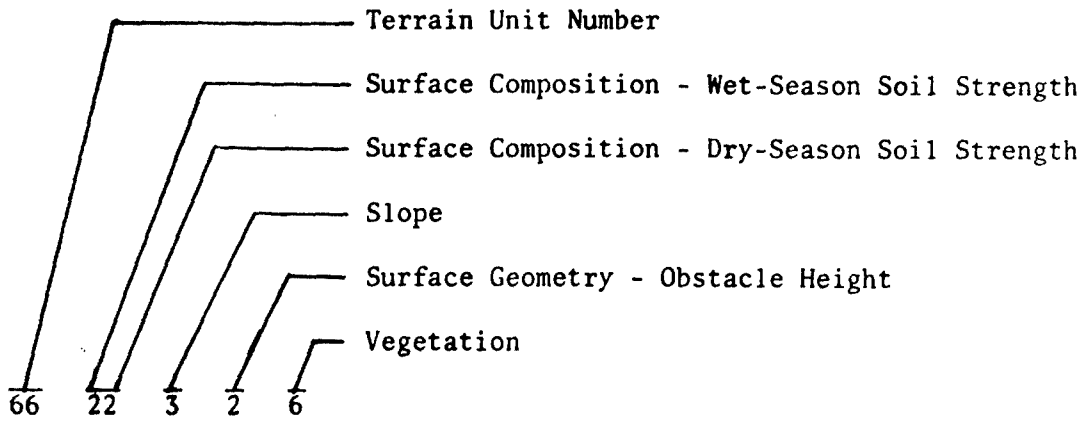 Terrain Unit Number
Surface Composition - Wet-Season Soil Strength
Surface Composition - Dry-Season Soil Strength
Slope
Surface Geometry - Obstacle Height
Vegetation
66 22 3 2 6